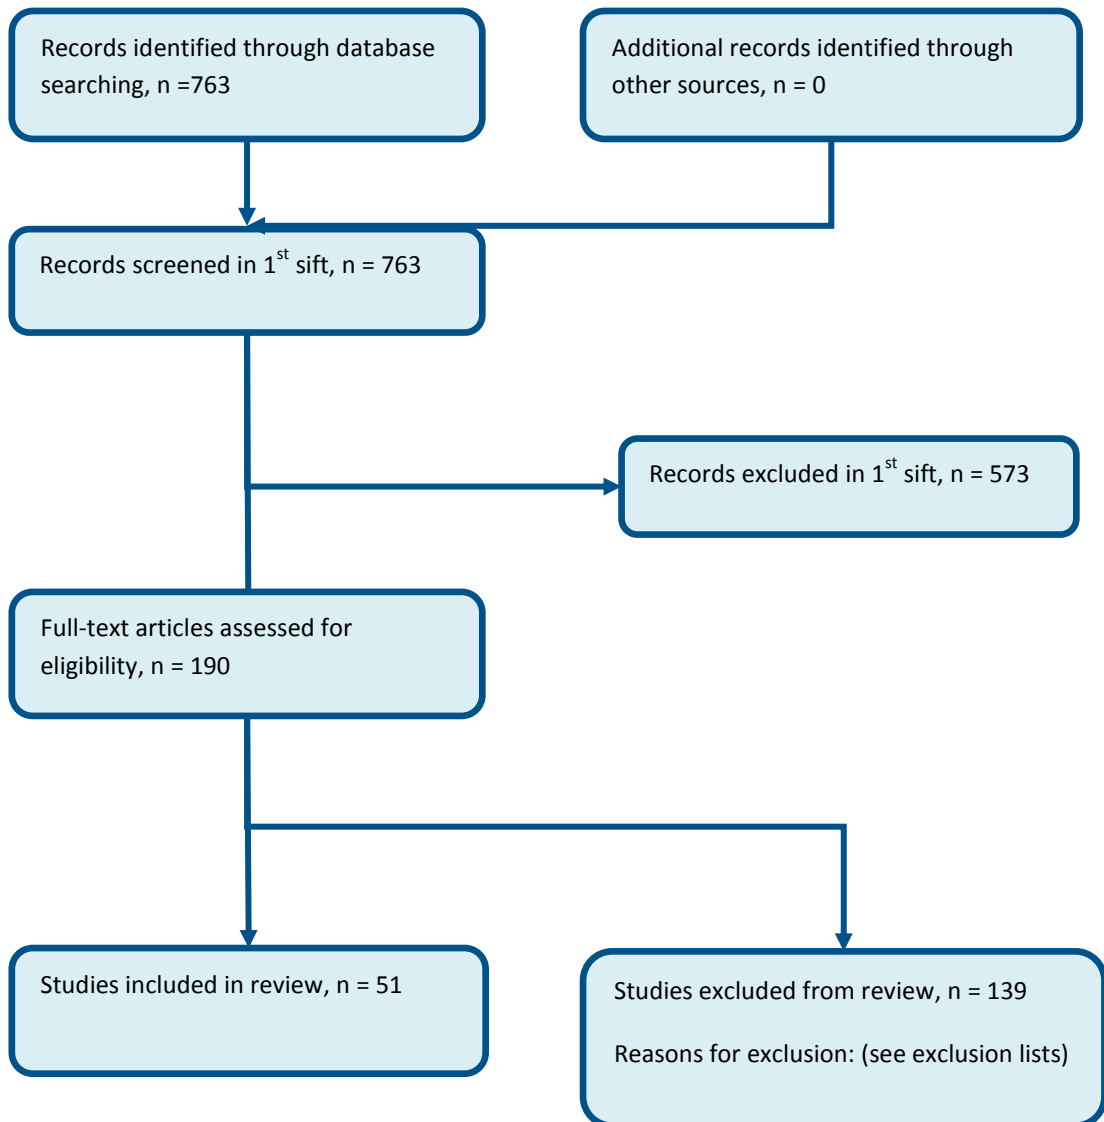 Records identified through database
searching, n =763
Additional records identified through
other sources, n = 0
Records screened in 1st sift, n = 763
Records excluded in 1st sift, n = 573
Full-text articles assessed for
eligibility, n = 190
Studies included in review, n = 51
Studies excluded from review, n = 139
Reasons for exclusion: (see exclusion lists)